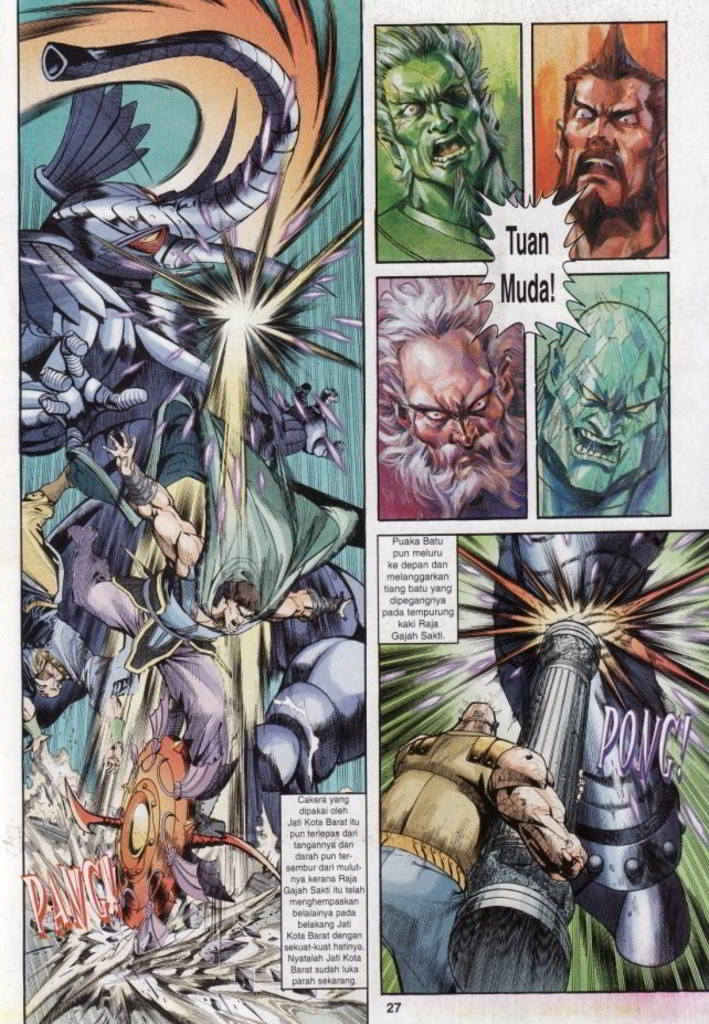 PANG!
Cakera yang
dipakai oleh
Jati Kota Barat itu
pun terlepas dari
tangannya dan
darah pun ter-
sembur dari mulut-
nya kerana Raja
Gajah Sakti itu telah
menghempaskan
belalainya pada
belakang Jati
Kota Barat dengan
sekuat-kuat hatinya.
Nyatalah Jati Kota
Barat sudah luka
parah sekarang.
Tuan
Muda!
Puaka Batu
pun meluru
ke depan dan
melanggarkan
tiang batu yang
dipegangnya
pada tempurung
kaki Raja
Gajah Sakti.
PONG!
27